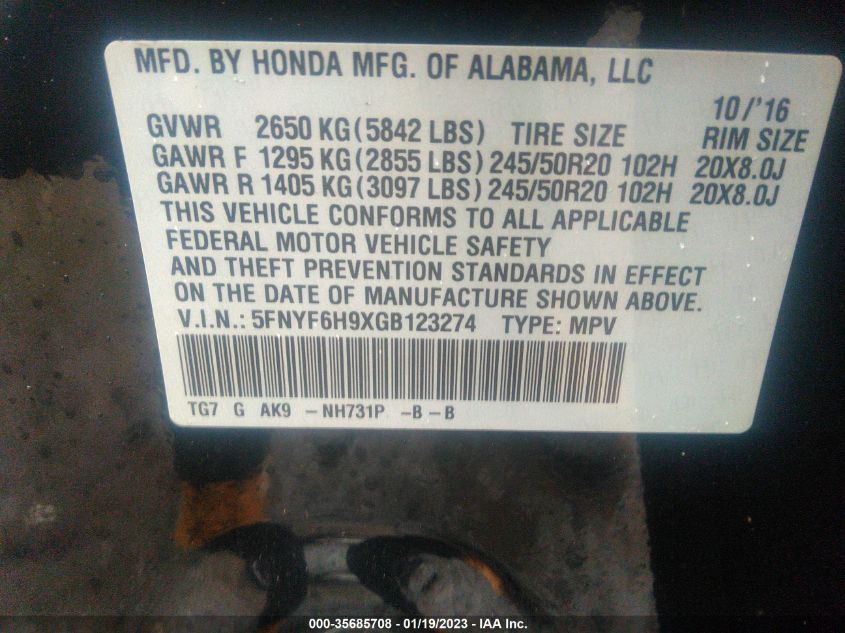 MFD. BY HONDA MFG. OF ALABAMA, LLC
10/'16
GVWR 2650 KG (5842 LBS) TIRE SIZE RIM SIZE
GAWR F 1295 KG (2855 LBS) 245/50R20 102H 20X8.0J
GAWR R 1405 KG (3097 LBS) 245/50R20 102H 20X8.0J
THIS VEHICLE CONFORMS TO ALL APPLICABLE
FEDERAL MOTOR VEHICLE SAFETY
AND THEFT PREVENTION STANDARDS IN EFFECT
ON THE DATE OF MANUFACTURE SHOWN ABOVE.
V.I.N.: 5FNYF6H9XGB123274 TYPE: MPV
TG7 G AK9 –NH731P –B–B
000-35685708 - 01/19/2023 - IAA Inc.